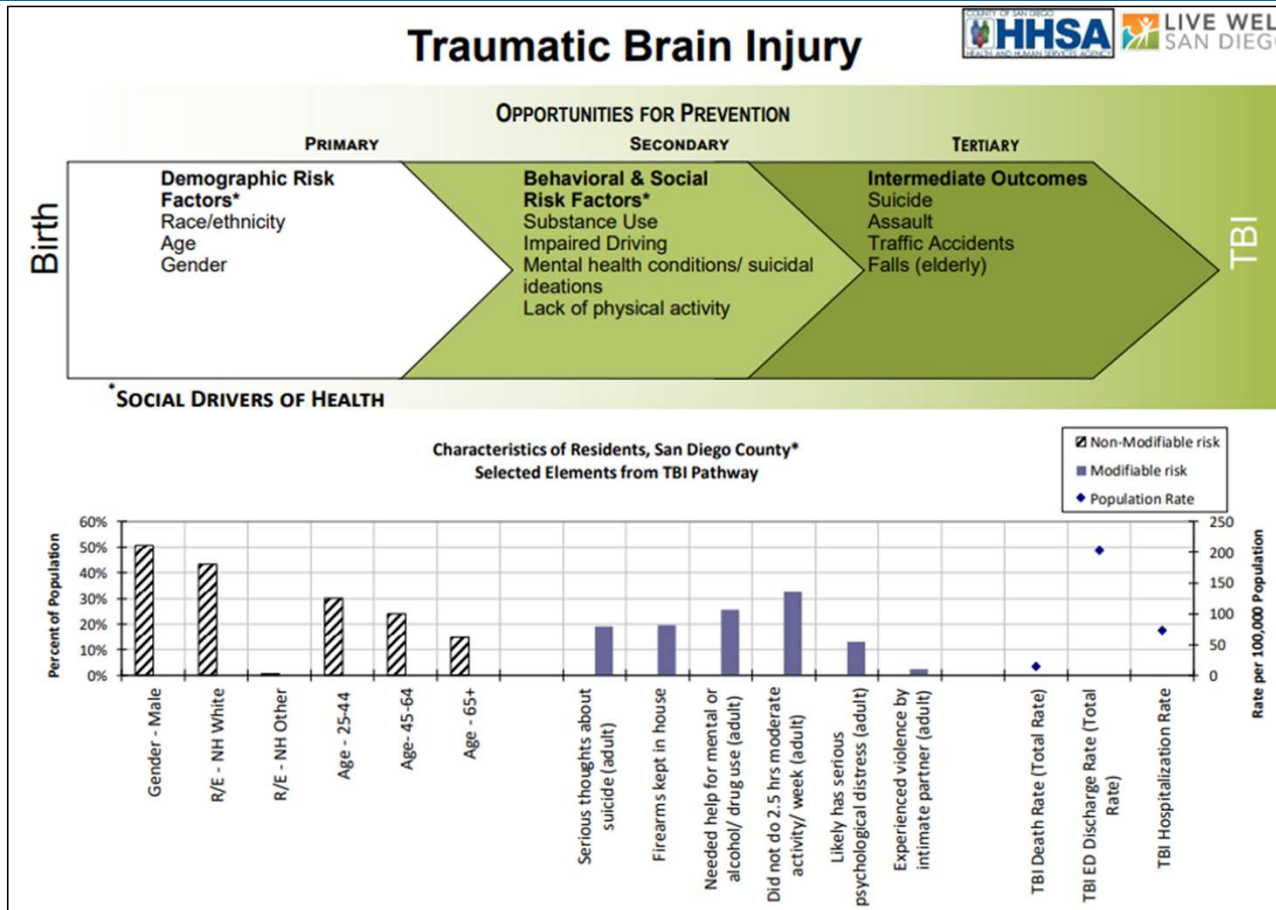 Traumatic Brain Injury
COUNTY OF SAN DIEGO
HHSA
HEALTH AND HUMAN SERVICES AGENCY
LIVE WEL
SAN DIEGO
OPPORTUNITIES FOR PREVENTION
PRIMARY
SECONDARY
TERTIARY
Birth
Demographic Risk
Factors*
Race/ethnicity
Age
Gender
Behavioral & Social
Risk Factors*
Substance Use
Impaired Driving
Mental health conditions/ suicidal
ideations
Lack of physical activity
Intermediate Outcomes
Suicide
Assault
Traffic Accidents
Falls (elderly)
TBI
*SOCIAL DRIVERS OF HEALTH
Characteristics of Residents, San Diego County*
Selected Elements from TBI Pathway
Non-Modifiable risk
Modifiable risk
Population Rate
Percent of Population
60%
50%
40%
30%
20%
10%
0%
250
200
150
100
50
0
Rate per 100,000 Population
Gender - Male
R/E - NH White
R/E - NH Other
Age - 25-44
Age- 45-64
Age - 65+
Serious thoughts about
suicide (adult)
Firearms kept in house
Needed help for mental or
alcohol/ drug use (adult)
Did not do 2.5 hrs moderate
activity/ week (adult)
Likely has serious
psychological distress (adult)
Experienced violence by
intimate partner (adult)
TBI Death Rate (Total Rate)
TBI ED Discharge Rate (Total
Rate)
TBI Hospitalization Rate